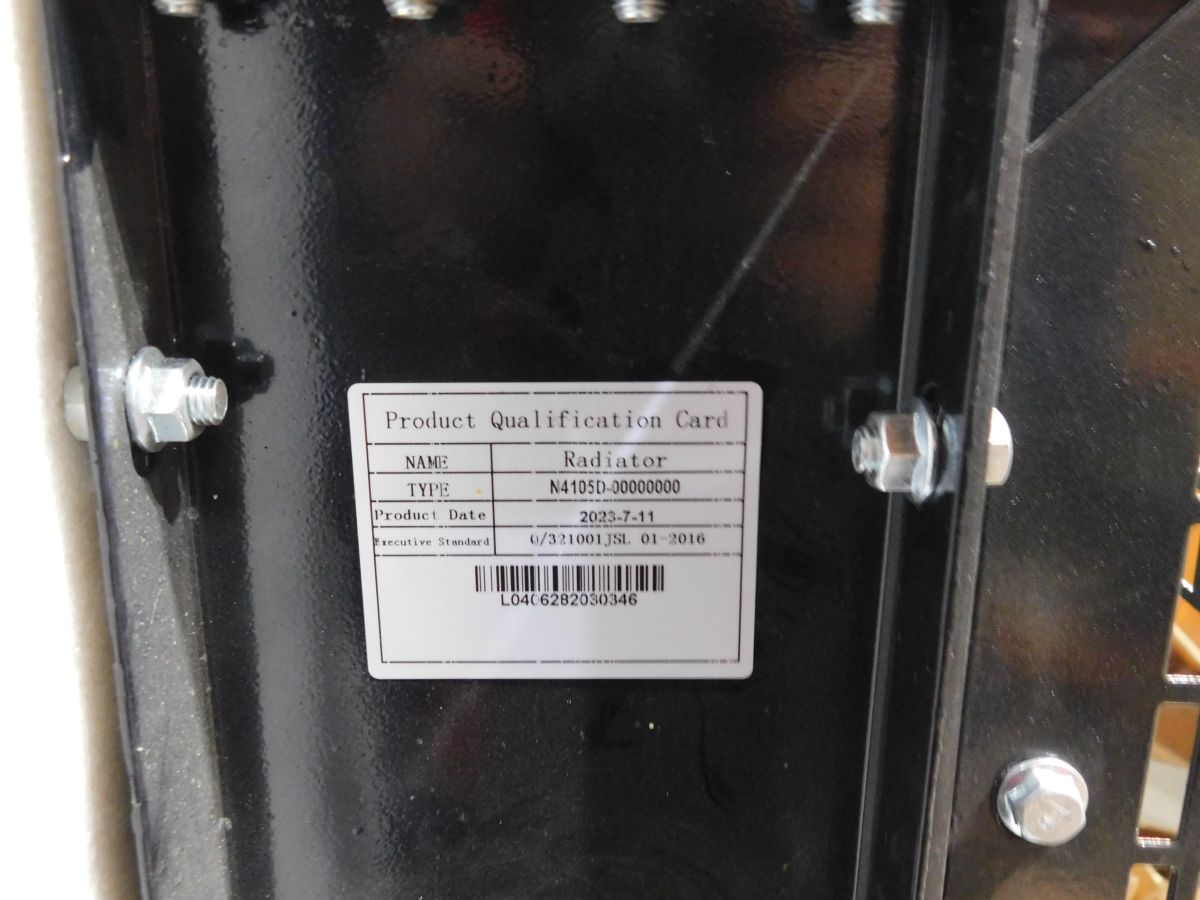 Product Qualification Card
NAME Radiator
TYPE N4105D-00000000
Product Date 2023-7-11
Executive Standard Q/321001JSL 01-2016
L0406282030346